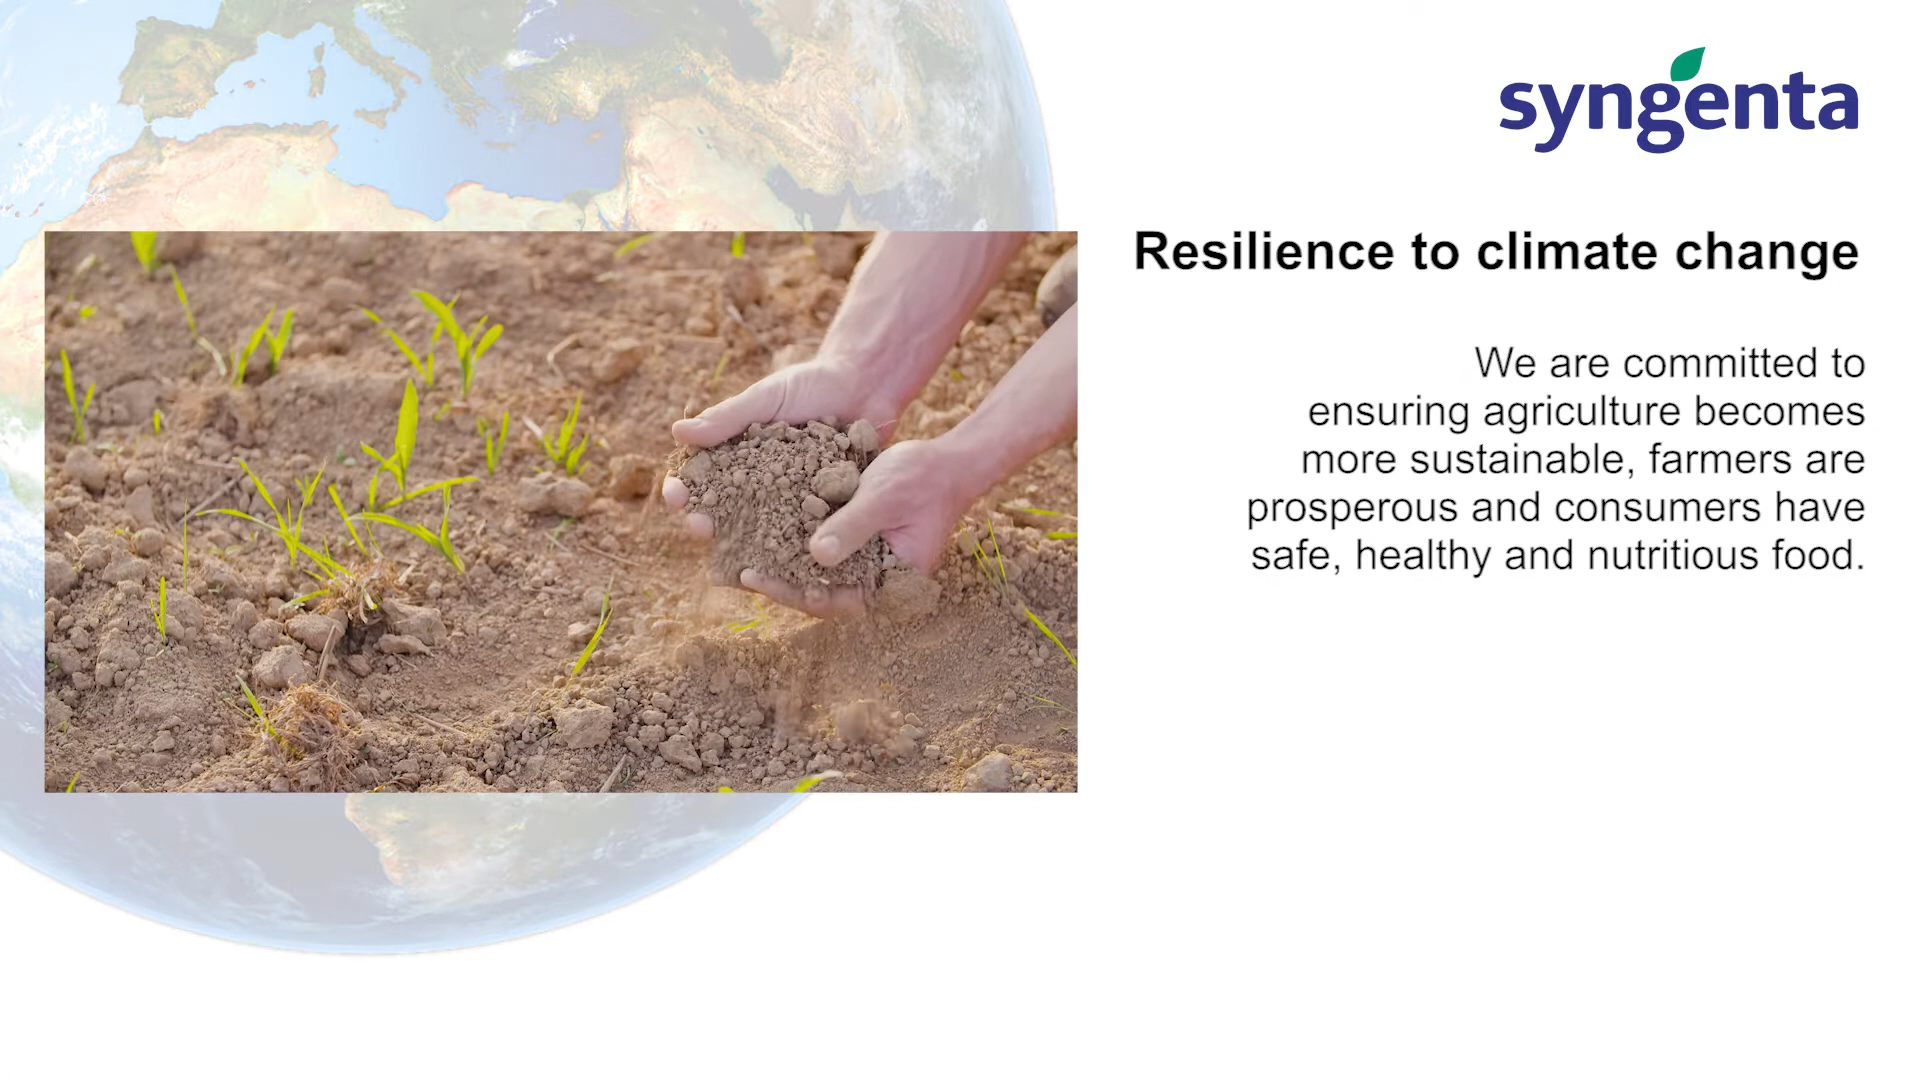 syngenta
Resilience to climate change
We are committed to
ensuring agriculture becomes
more sustainable, farmers are
prosperous and consumers have
safe, healthy and nutritious food.